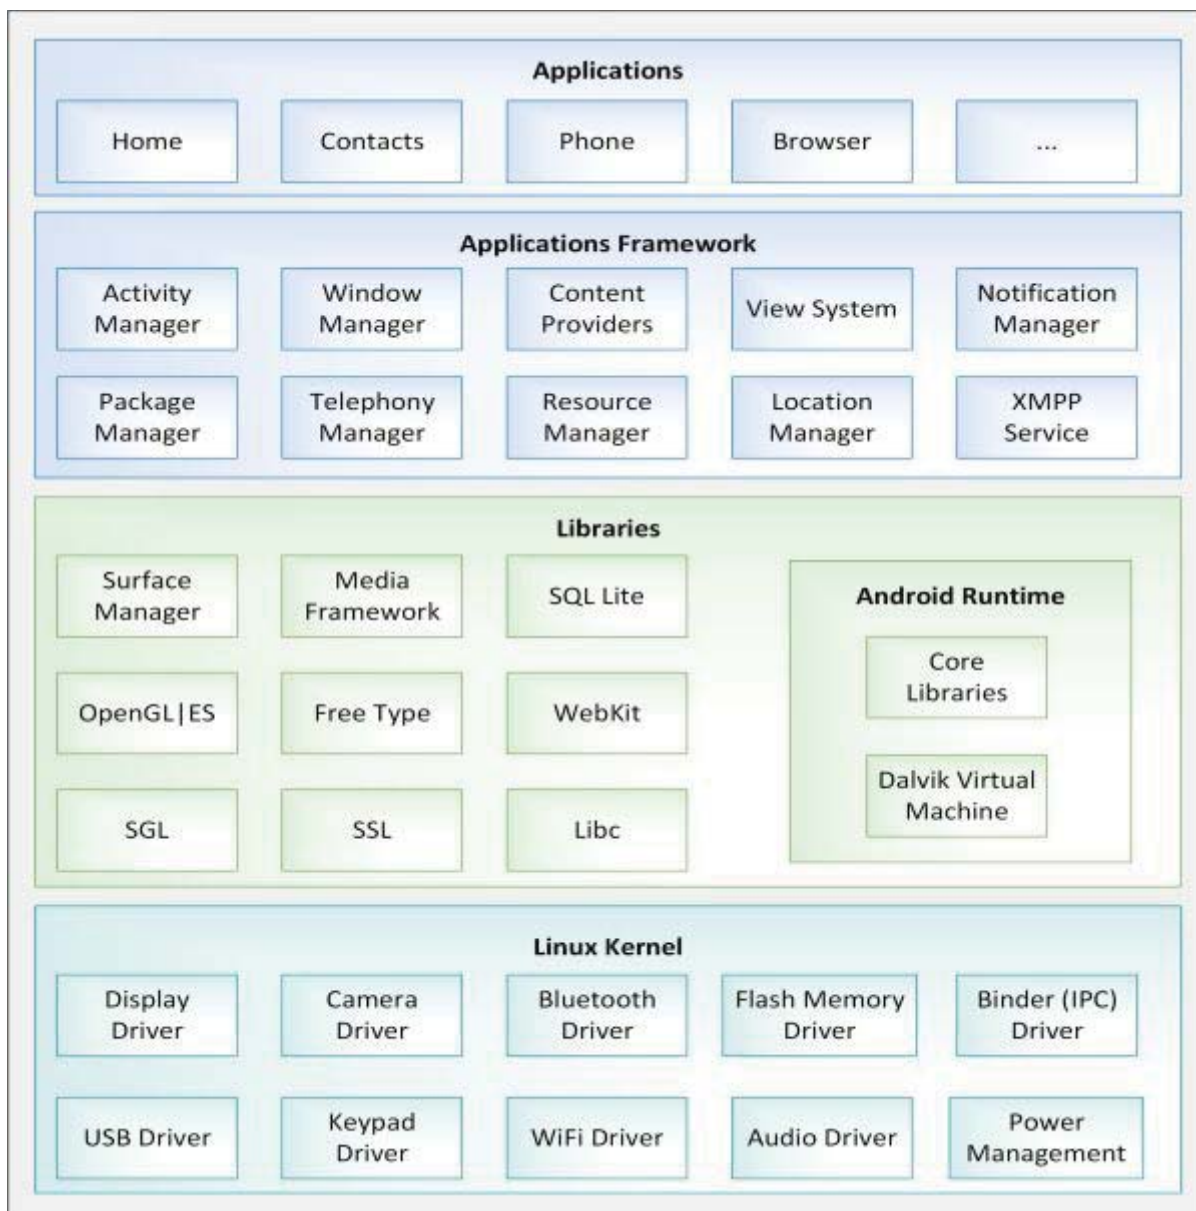 Applications
Home
Contacts
Phone
Browser
...
Applications Framework
Activity
Manager
Window
Manager
Content
Providers
View System
Notification
Manager
Package
Manager
Telephony
Manager
Resource
Manager
Location
Manager
XMPP
Service
Libraries
Surface
Manager
Media
Framework
SQL Lite
OpenGL|ES
Free Type
WebKit
SGL
SSL
Libc
Android Runtime
Core
Libraries
Dalvik Virtual
Machine
Linux Kernel
Display
Driver
Camera
Driver
Bluetooth
Driver
Flash Memory
Driver
Binder (IPC)
Driver
USB Driver
Keypad
Driver
WiFi Driver
Audio Driver
Power
Management